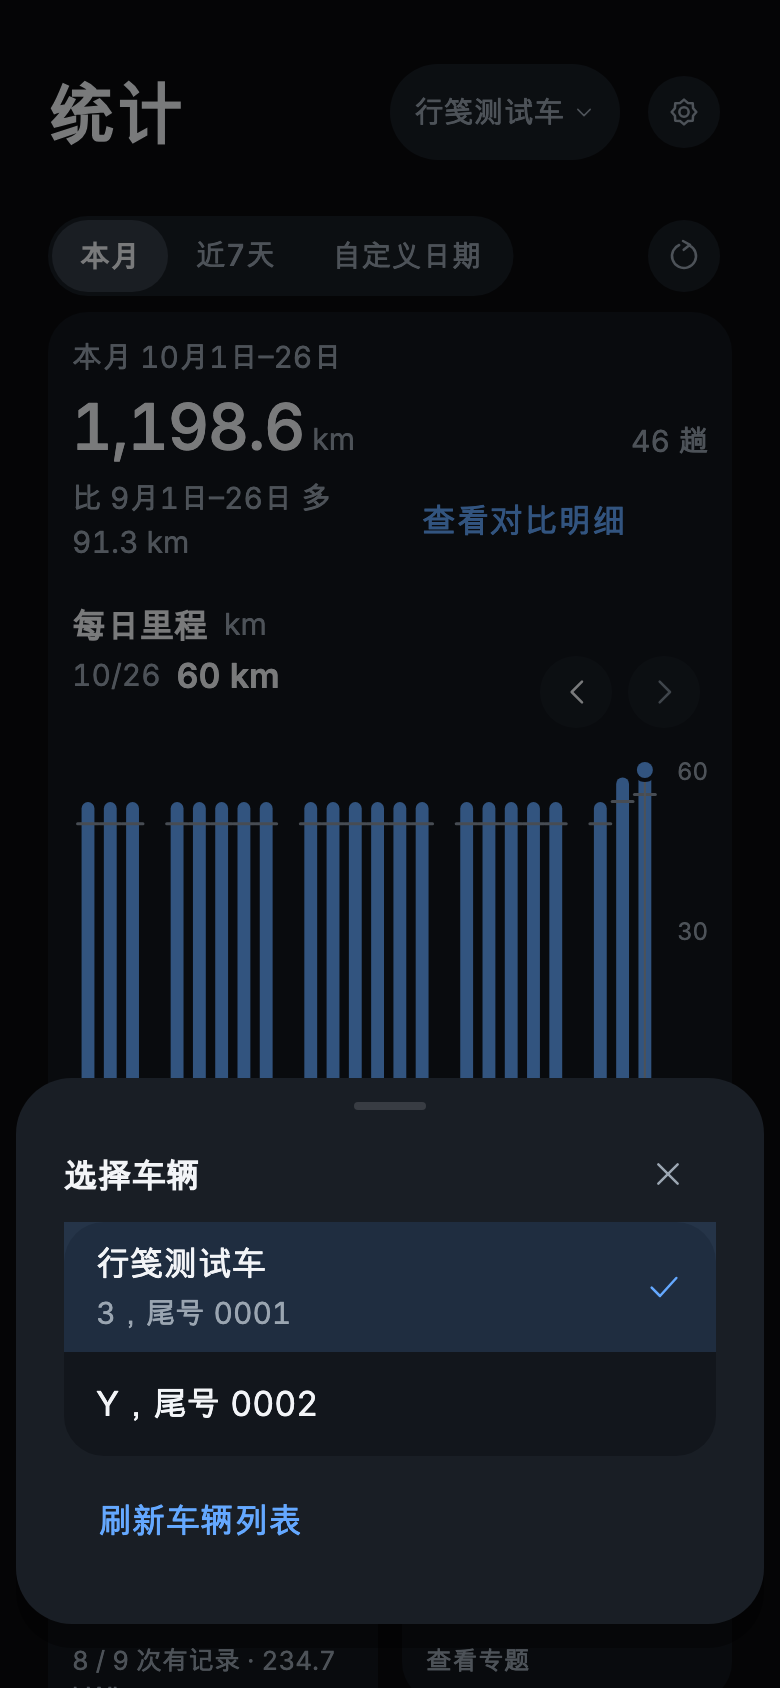 统计
行笺测试车
本月
近7天
自定义日期
本月 10月1日–26日
1,198.6 km
46 趟
比 9月1日–26日 多
91.3 km
查看对比明细
每日里程 km
10/26 60 km
60
30
选择车辆
行笺测试车
3，尾号 0001
Y，尾号 0002
刷新车辆列表
8 / 9 次有记录 · 234.7
查看专题